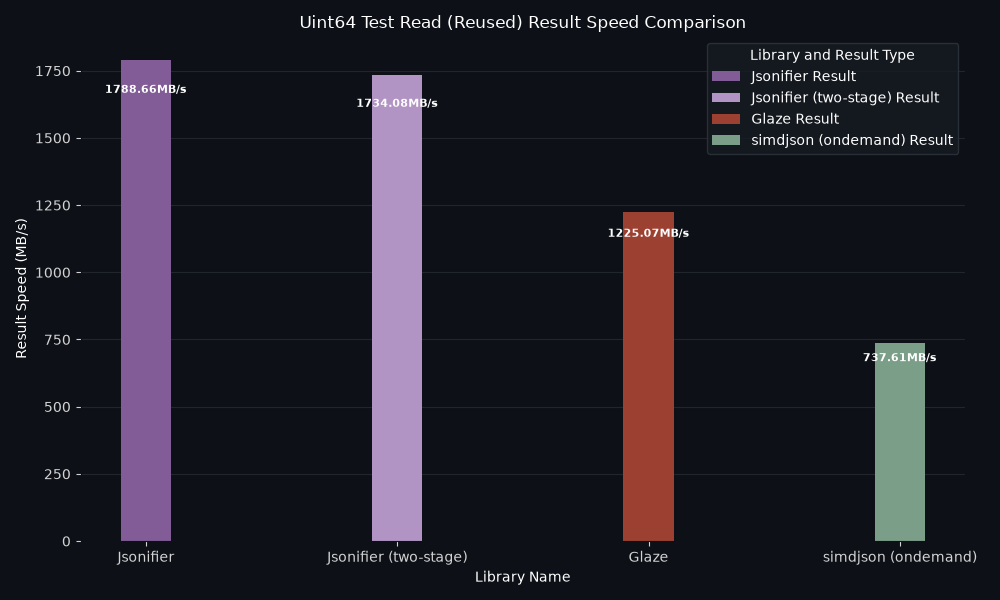 Uint64 Test Read (Reused) Result Speed Comparison
Library and Result Type
Jsonifier Result
Jsonifier (two-stage) Result
Glaze Result
simdjson (ondemand) Result
Result Speed (MB/s)
1750
1500
1250
1000
750
500
250
0
1788.66MB/s
1734.08MB/s
1225.07MB/s
737.61MB/s
Jsonifier
Jsonifier (two-stage)
Glaze
simdjson (ondemand)
Library Name